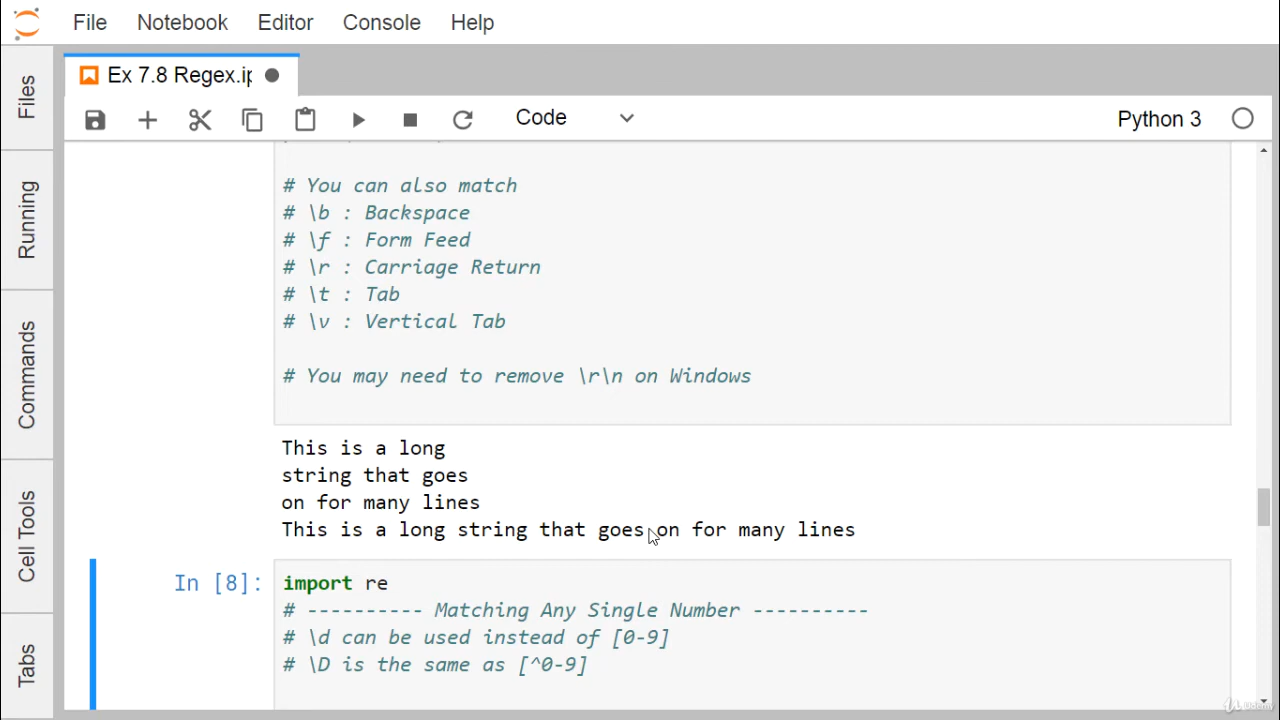 File Notebook Editor Console Help
Ex 7.8 Regex.ip
Code
Python 3
Files
Running
Commands
Cell Tools
Tabs
# You can also match
# \b : Backspace
# \f : Form Feed
# \r : Carriage Return
# \t : Tab
# \v : Vertical Tab
# You may need to remove \r\n on Windows
This is a long
string that goes
on for many lines
This is a long string that goes on for many lines
In [8]:
import re
# ---------- Matching Any Single Number ----------
# \d can be used instead of [0-9]
# \D is the same as [^0-9]
Udemy